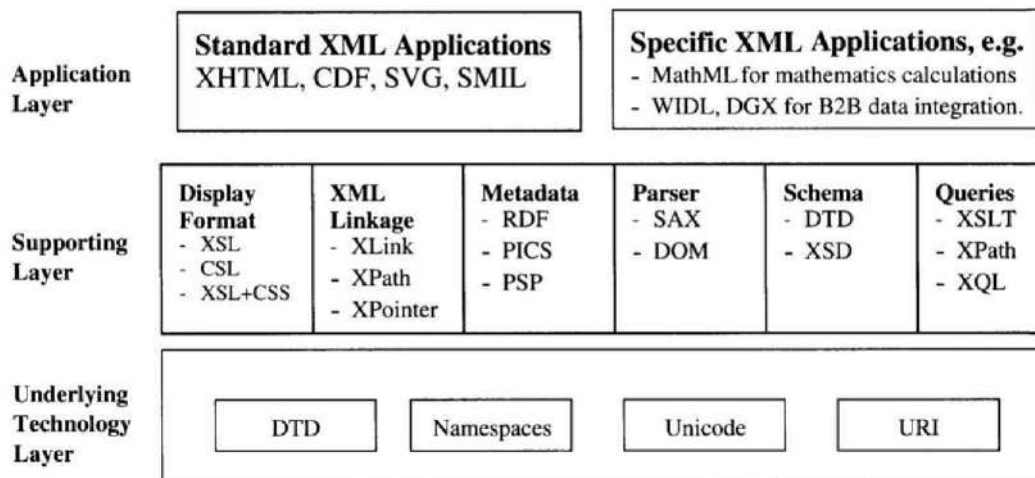 Application
Layer
Standard XML Applications
XHTML, CDF, SVG, SMIL
Specific XML Applications, e.g.
- MathML for mathematics calculations
- WIDL, DGX for B2B data integration.
Supporting
Layer
Display
Format
- XSL
- CSL
- XSL+CSS
XML
Linkage
- XLink
- XPath
- XPointer
Metadata
- RDF
- PICS
- PSP
Parser
- SAX
- DOM
Schema
- DTD
- XSD
Queries
- XSLT
- XPath
- XQL
Underlying
Technology
Layer
DTD
Namespaces
Unicode
URI